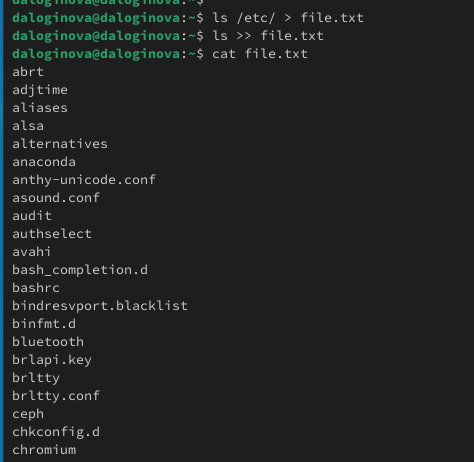 daloginova@daloginova:~$
daloginova@daloginova:~$ ls /etc/ > file.txt
daloginova@daloginova:~$ ls >> file.txt
daloginova@daloginova:~$ cat file.txt
abrt
adjtime
aliases
alsa
alternatives
anaconda
anthy-unicode.conf
asound.conf
audit
authselect
avahi
bash_completion.d
bashrc
bindresvport.blacklist
binfmt.d
bluetooth
brlapi.key
brltty
brltty.conf
ceph
chkconfig.d
chromium